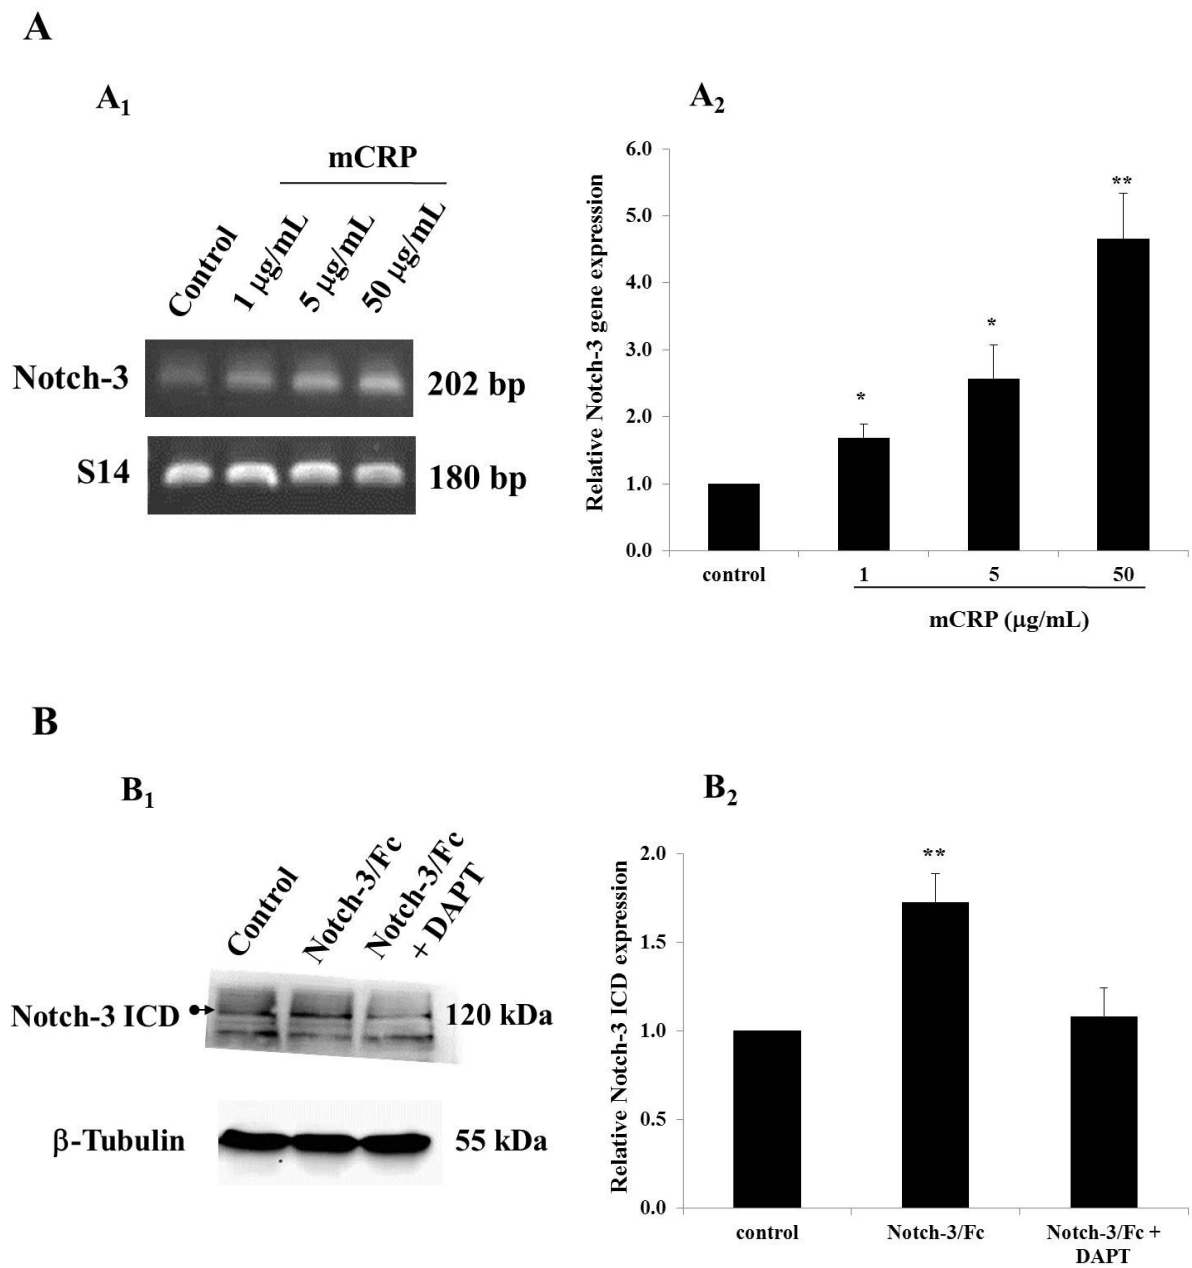 A
A1
mCRP
Control
1 μg/mL
5 μg/mL
50 μg/mL
Notch-3
202 bp
S14
180 bp
A2
Relative Notch-3 gene expression
6.0
5.0
4.0
3.0
2.0
1.0
0.0
*
*
**
control
1
5
50
mCRP (μg/mL)
B
B1
Control
Notch-3/Fc
Notch-3/Fc
+ DAPT
Notch-3 ICD
120 kDa
β-Tubulin
55 kDa
B2
Relative Notch-3 ICD expression
2.0
1.5
1.0
0.5
0.0
**
control
Notch-3/Fc
Notch-3/Fc +
DAPT